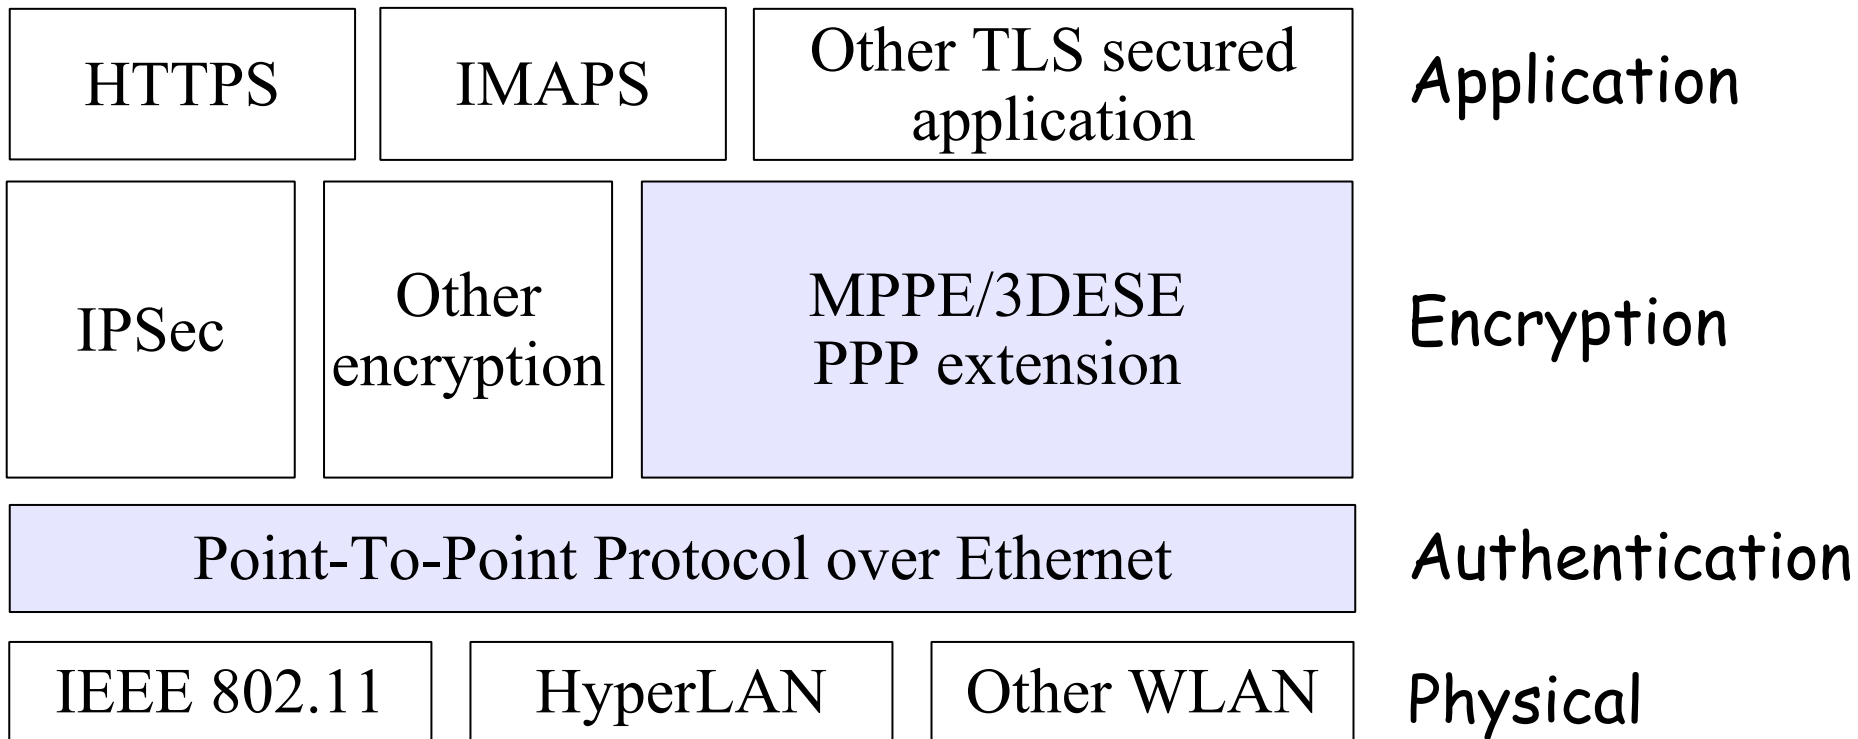 HTTPS
IMAPS
Other TLS secured
application
Application
IPSec
Other
encryption
MPPE/3DESE
PPP extension
Encryption
Point-To-Point Protocol over Ethernet
Authentication
IEEE 802.11
HyperLAN
Other WLAN
Physical